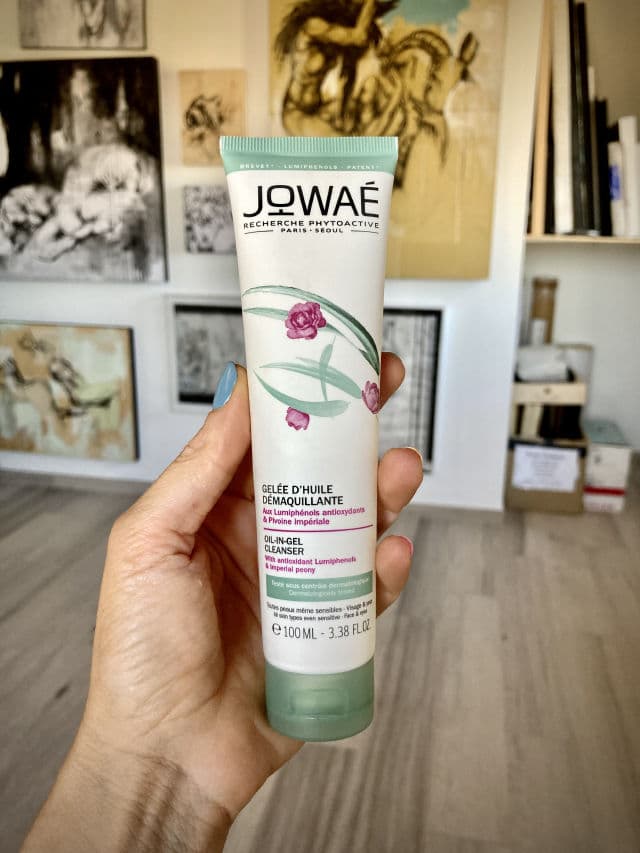 BREVET* - LUMIPHENOLS - PATENT*
JOWAÉ
RECHERCHE PHYTOACTIVE
PARIS · SÉOUL
GELÉE D'HUILE
DÉMAQUILLANTE
Aux Lumiphénols antioxydants
& Pivoine Impériale
OIL-IN-GEL
CLEANSER
With antioxidant Lumiphenols
& Imperial peony
Testé sous contrôle dermatologique
Dermatologically tested
Toutes peaux même sensibles · Visage & yeux
All skin types even sensitive · Face & eyes
℮ 100 ML - 3.38 FL.OZ.